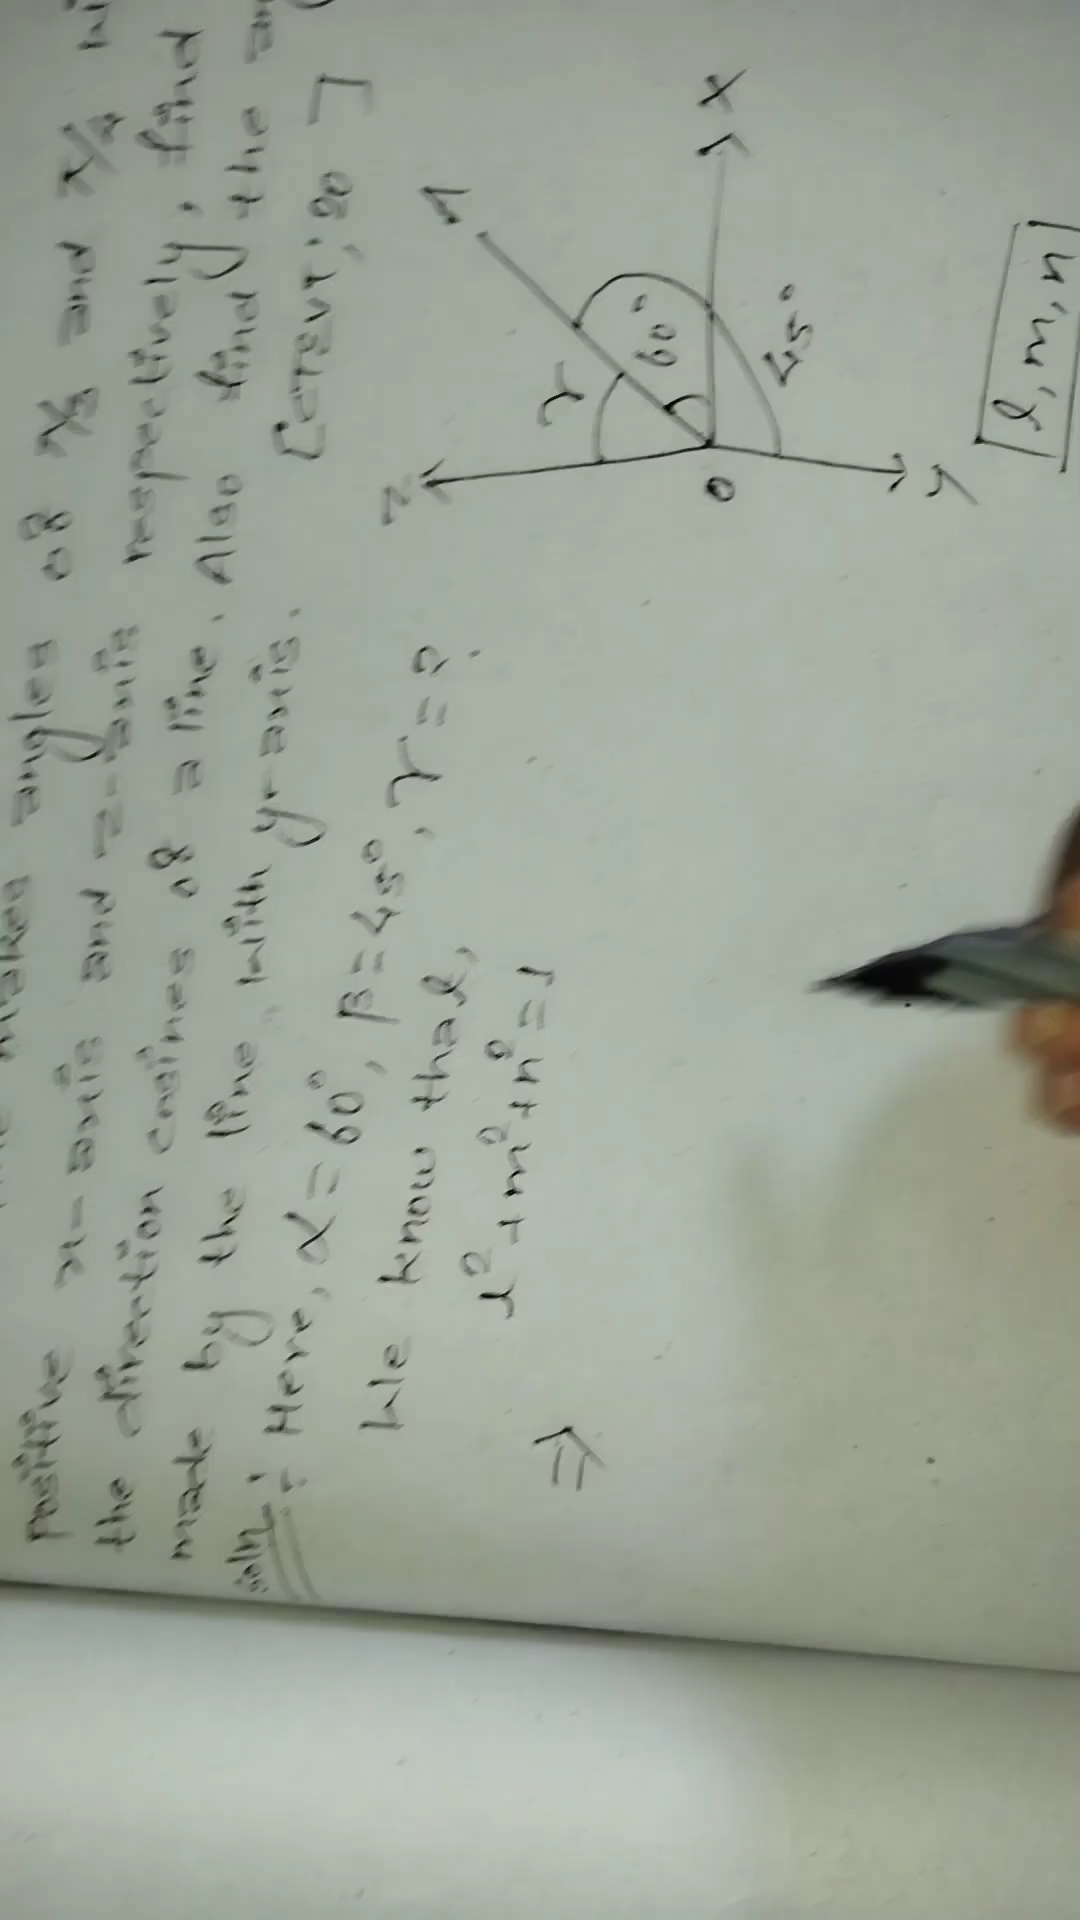 makes angles of π/3 and π/4
positive x-axis and z-axis respectively, find
the direction cosines of a line. Also find the
made by the line with y-axis. [CTEVT; 20 ]
Soln: Here, α = 60°, β = 45°, γ = ?
We know that,
l² + m² + n² = 1
⇒
Z
γ
60°
X
O
45°
Y
l, m, n